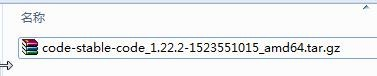 名称
code-stable-code_1.22.2-1523551015_amd64.tar.gz